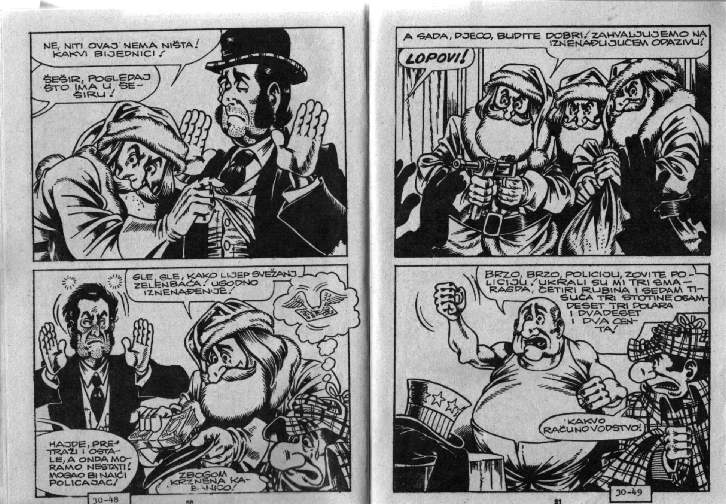 NE, NITI OVAJ NEMA NIŠTA!
KAKVI BIJEDNICI!
ŠEŠIR, POGLEDAJ
ŠTO IMA U ŠE-
ŠIRU!
GLE, GLE, KAKO LIJEP SVEŽANJ
ZELENBAĆA! UGODNO
IZNENAĐENJE!
HAJDE, PRE-
TRAŽI I OSTA-
LE, A ONDA MO-
RAMO NESTATI!
MOGAO BI NAIĆI
POLICAJAC!
ZBOGOM
KRZNENA KA-
BANICO!
30-48
A SADA, DJECO, BUDITE DOBRI! ZAHVALJUJEMO NA
IZNENAĐUJUĆEM ODAZIVU!
LOPOVI!
BRZO, BRZO, POLICIJU, ZOVITE PO-
LICIJU! UKRALI SU MI TRI SMA-
RAGDA, ČETIRI RUBINA I SEDAM TI-
SUĆA TRI STOTINE OSAM-
DESET TRI DOLARA
I DVADESET
I DVA CEN-
TA!
KAKVO
RAČUNOVODSTVO!
30-49
81